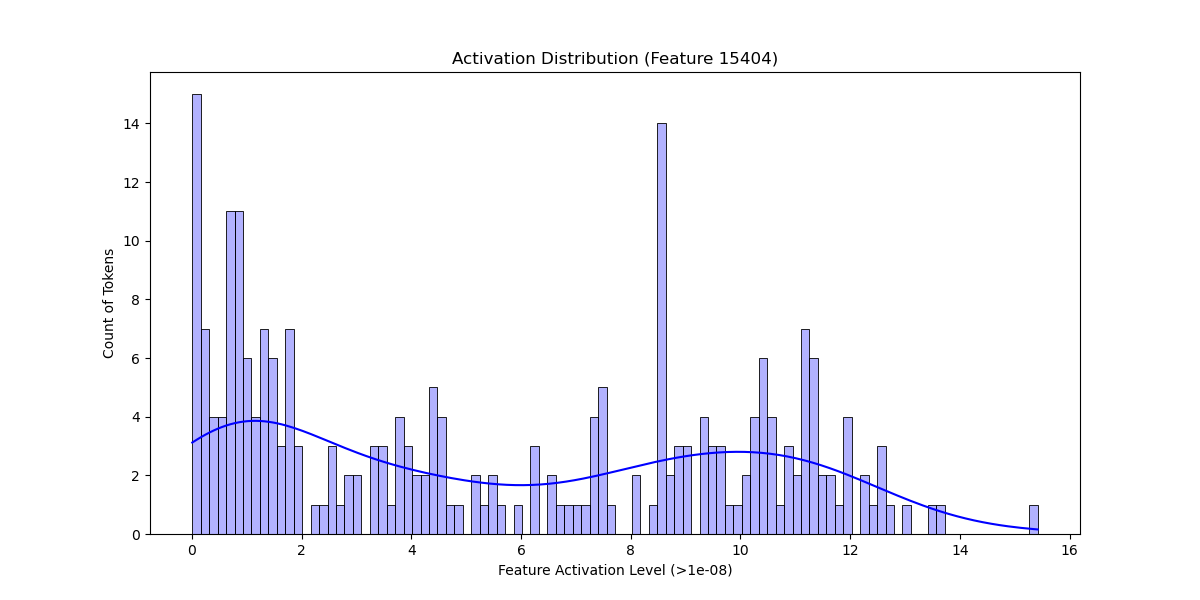 Activation Distribution (Feature 15404)
Count of Tokens
14
12
10
8
6
4
2
0
0 2 4 6 8 10 12 14 16
Feature Activation Level (>1e-08)